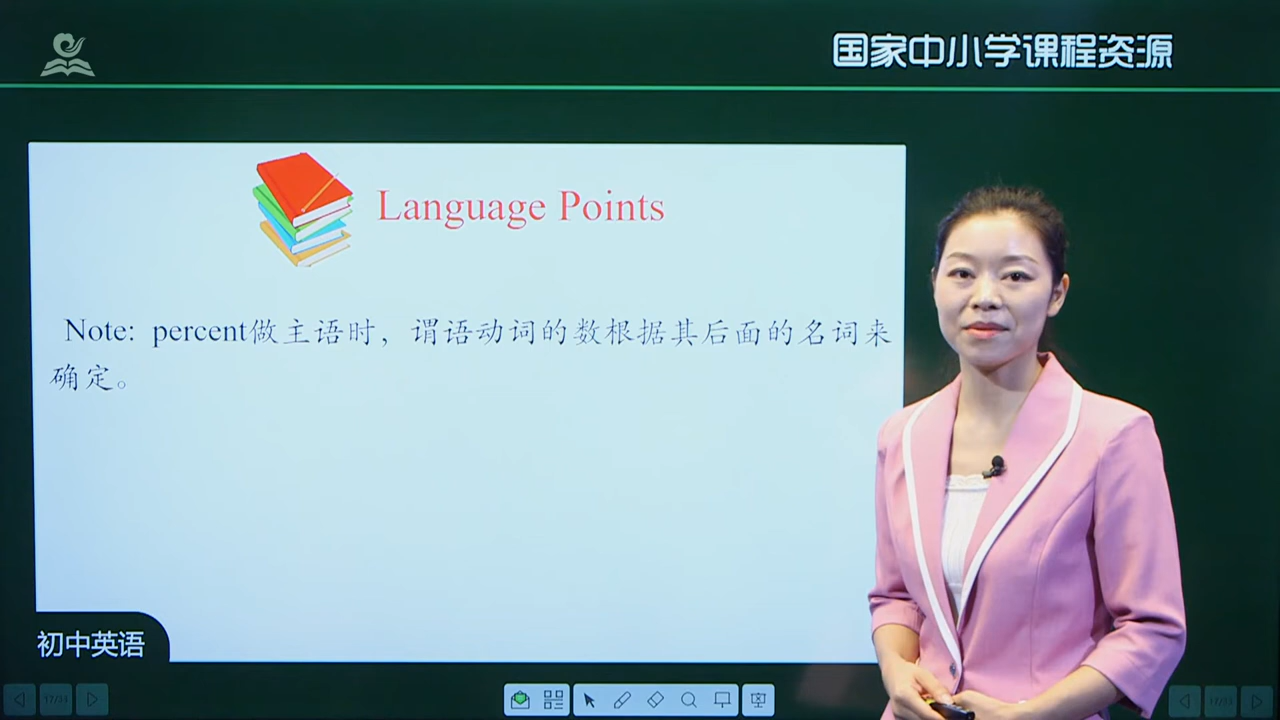 国家中小学课程资源
Language Points
Note: percent做主语时，谓语动词的数根据其后面的名词来
确定。
初中英语